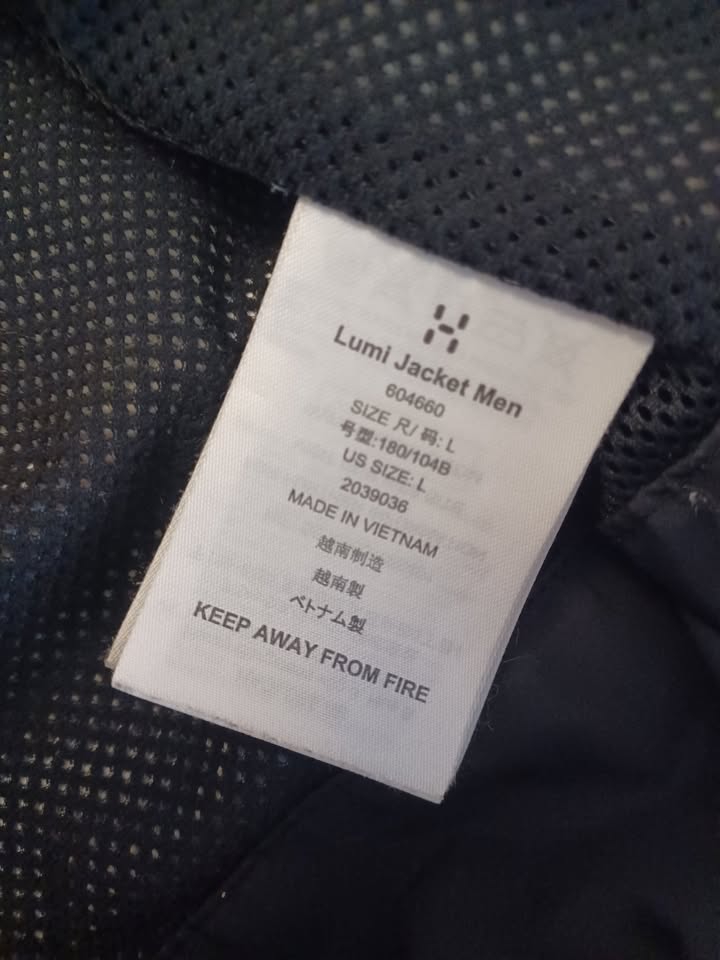 Lumi Jacket Men
604660
SIZE 尺/ 码: L
号型:180/104B
US SIZE: L
2039036
MADE IN VIETNAM
越南制造
越南製
ベトナム製
KEEP AWAY FROM FIRE